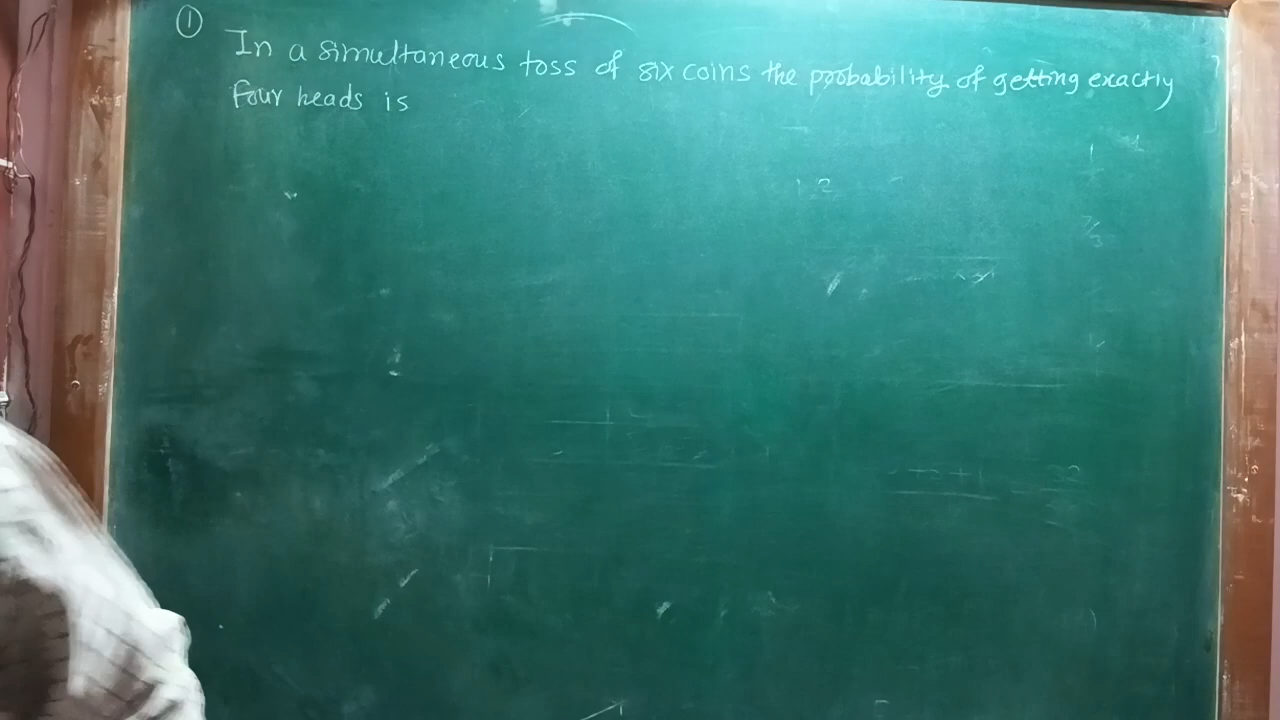 ① In a simultaneous toss of six coins the probability of getting exactly
four heads is